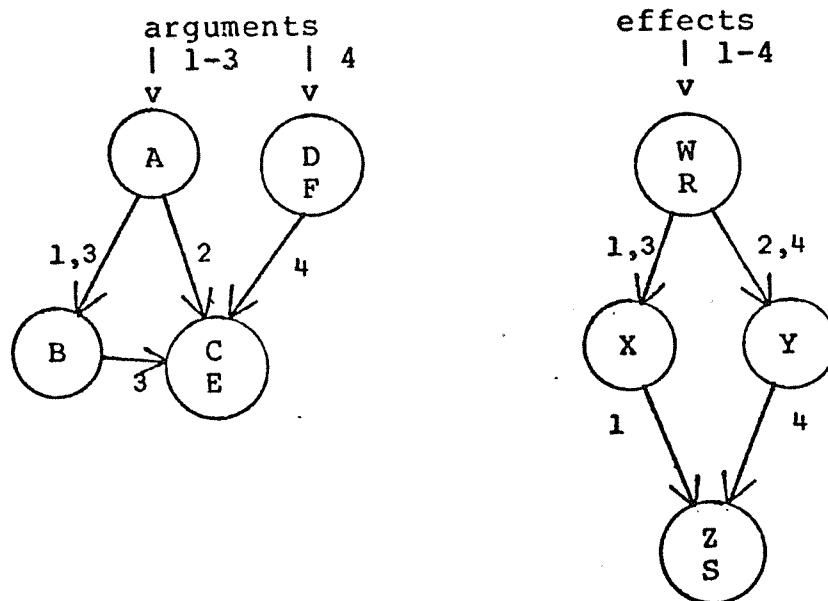 arguments
| 1-3 | 4
v v
A
D
F
1,3
2
4
B
C
E
3
effects
| 1-4
v
W
R
1,3
2,4
X
Y
1
4
Z
S